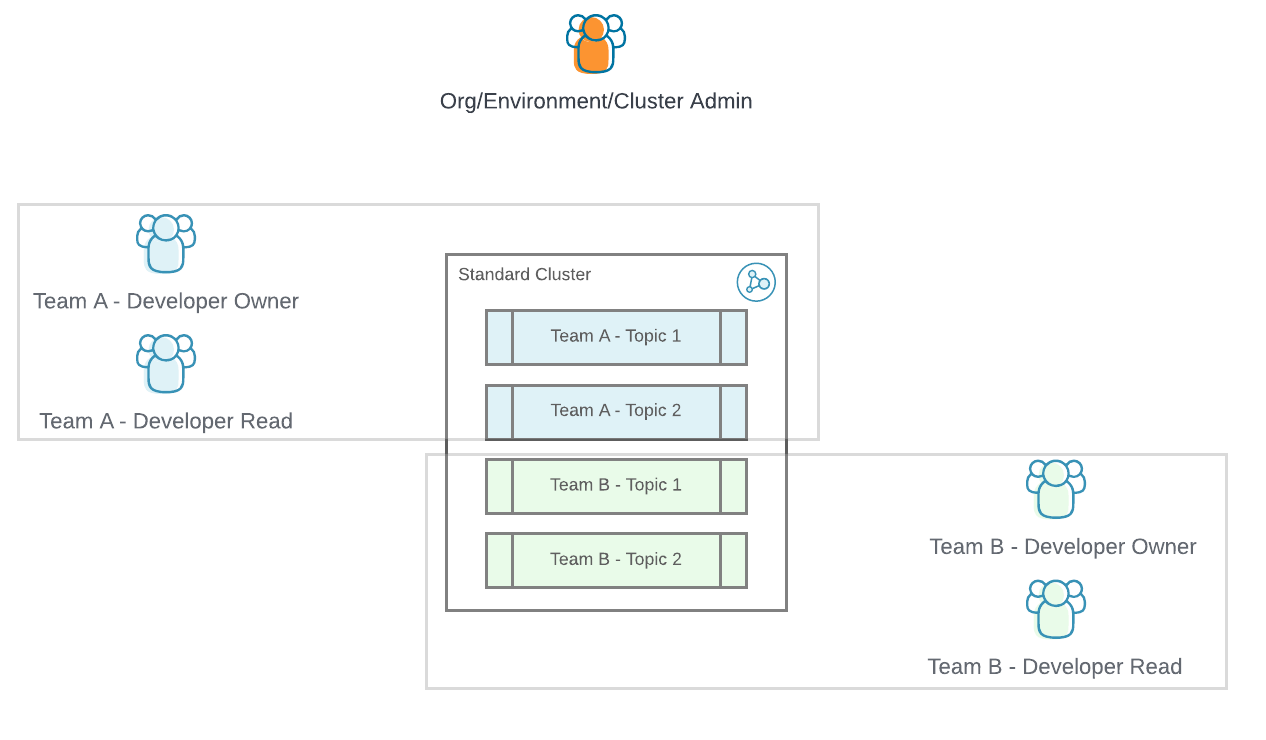 Org/Environment/Cluster Admin
Team A - Developer Owner
Team A - Developer Read
Standard Cluster
Team A - Topic 1
Team A - Topic 2
Team B - Topic 1
Team B - Topic 2
Team B - Developer Owner
Team B - Developer Read